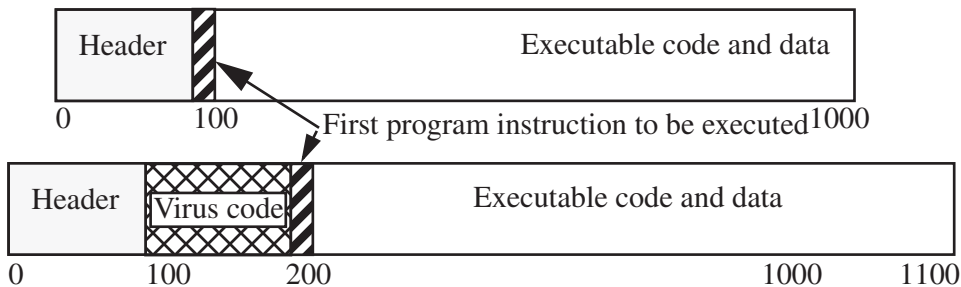 Header Executable code and data
0 100 1000
First program instruction to be executed
Header Virus code Executable code and data
0 100 200 1000 1100